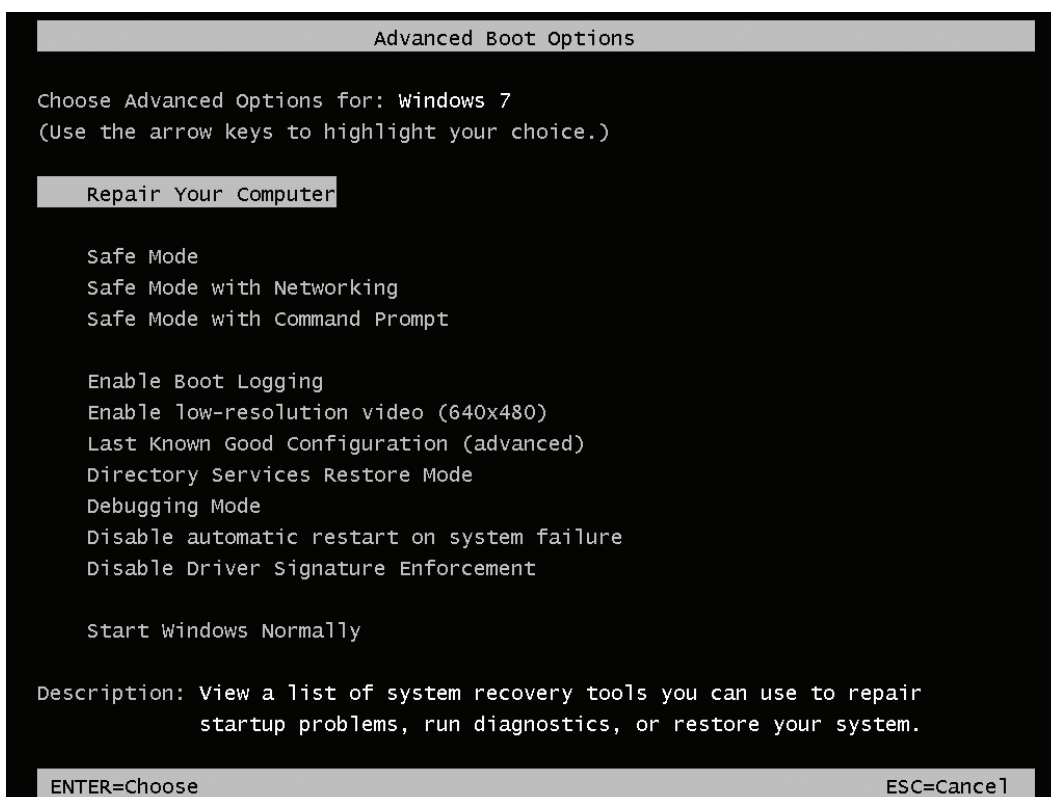 Advanced Boot Options
Choose Advanced Options for: Windows 7
(Use the arrow keys to highlight your choice.)
Repair Your Computer
Safe Mode
Safe Mode with Networking
Safe Mode with Command Prompt
Enable Boot Logging
Enable low-resolution video (640x480)
Last Known Good Configuration (advanced)
Directory Services Restore Mode
Debugging Mode
Disable automatic restart on system failure
Disable Driver Signature Enforcement
Start Windows Normally
Description: View a list of system recovery tools you can use to repair
startup problems, run diagnostics, or restore your system.
ENTER=Choose ESC=Cancel